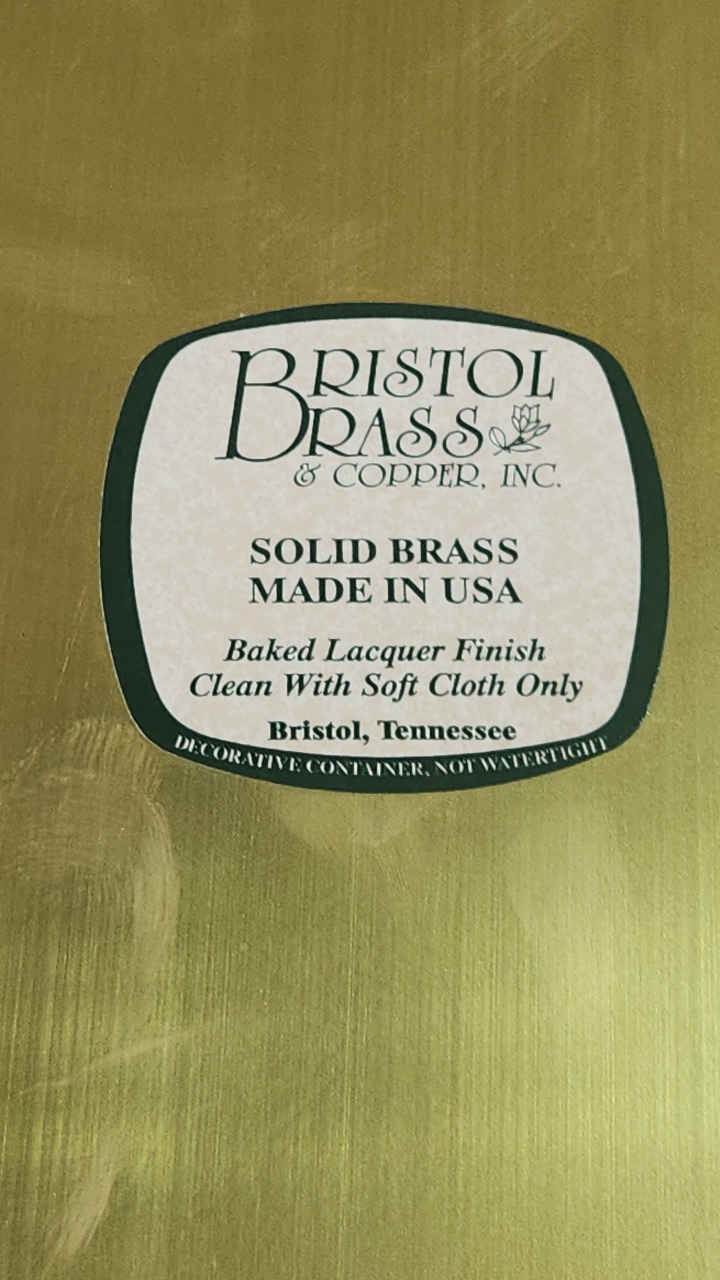 BRISTOL
BRASS
& COPPER, INC.
SOLID BRASS
MADE IN USA
Baked Lacquer Finish
Clean With Soft Cloth Only
Bristol, Tennessee
DECORATIVE CONTAINER, NOT WATERTIGHT